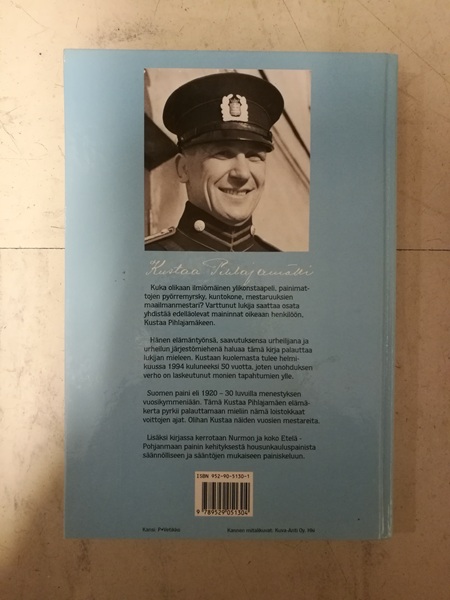 Kustaa Pihlajamäki
Kuka olikaan ilmiömäinen ylikonstaapeli, painimat-
tojen pyörremyrsky, kuntokone, mestaruuksien
maailmanmestari? Varttunut lukija saattaa osata
yhdistää edelläolevat maininnat oikeaan henkilöön,
Kustaa Pihlajamäkeen.
Hänen elämäntyönsä, saavutuksensa urheilijana ja
urheilun järjestömiehenä haluaa tämä kirja palauttaa
lukijan mieleen. Kustaan kuolemasta tulee helmi-
kuussa 1994 kuluneeksi 50 vuotta, joten unohduksen
verho on laskeutunut monien tapahtumien ylle.
Suomen paini eli 1920 – 30 luvuilla menestyksen
vuosikymmeniään. Tämä Kustaa Pihlajamäen elämä-
kerta pyrkii palauttamaan mieliin nämä loistokkaat
voittojen ajat. Olihan Kustaa näiden vuosien mestareita.
Lisäksi kirjassa kerrotaan Nurmon ja koko Etelä -
Pohjanmaan painin kehityksestä housunkauluspainista
säännölliseen ja sääntöjen mukaiseen painiskeluun.
ISBN 952-90-5130-1
9 789529 051304
Kansi:
Kannen
Kuva-Artti Oy,